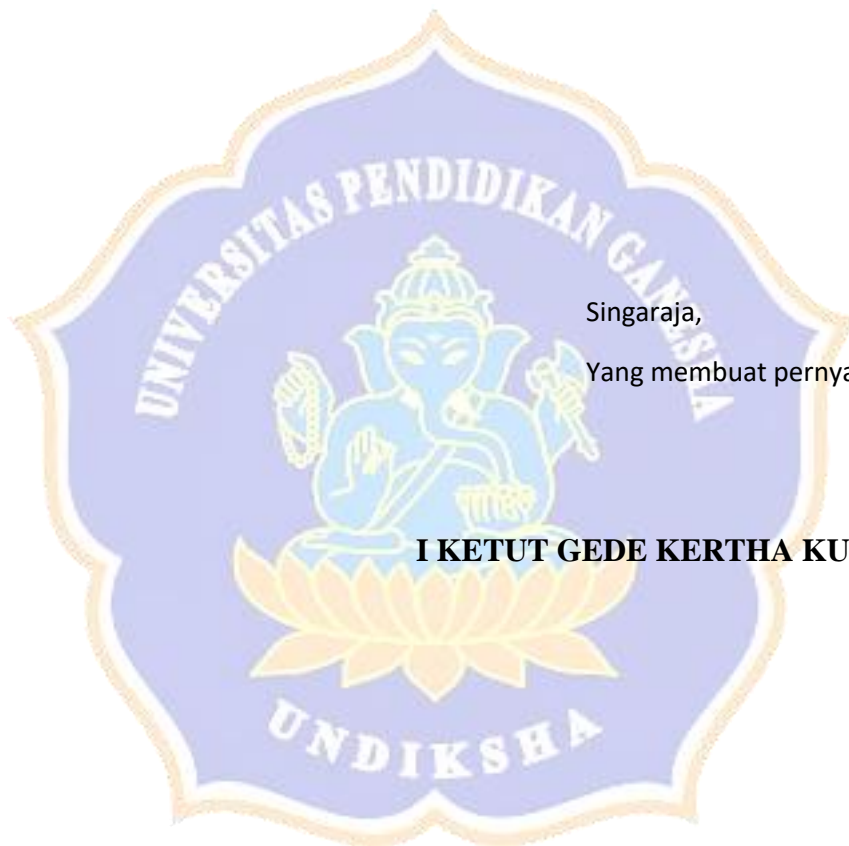 UNIVERSITAS PENDIDIKAN GANESHA
Singaraja,
Yang membuat pernya
I KETUT GEDE KERTHA KU
UNDIKSHA